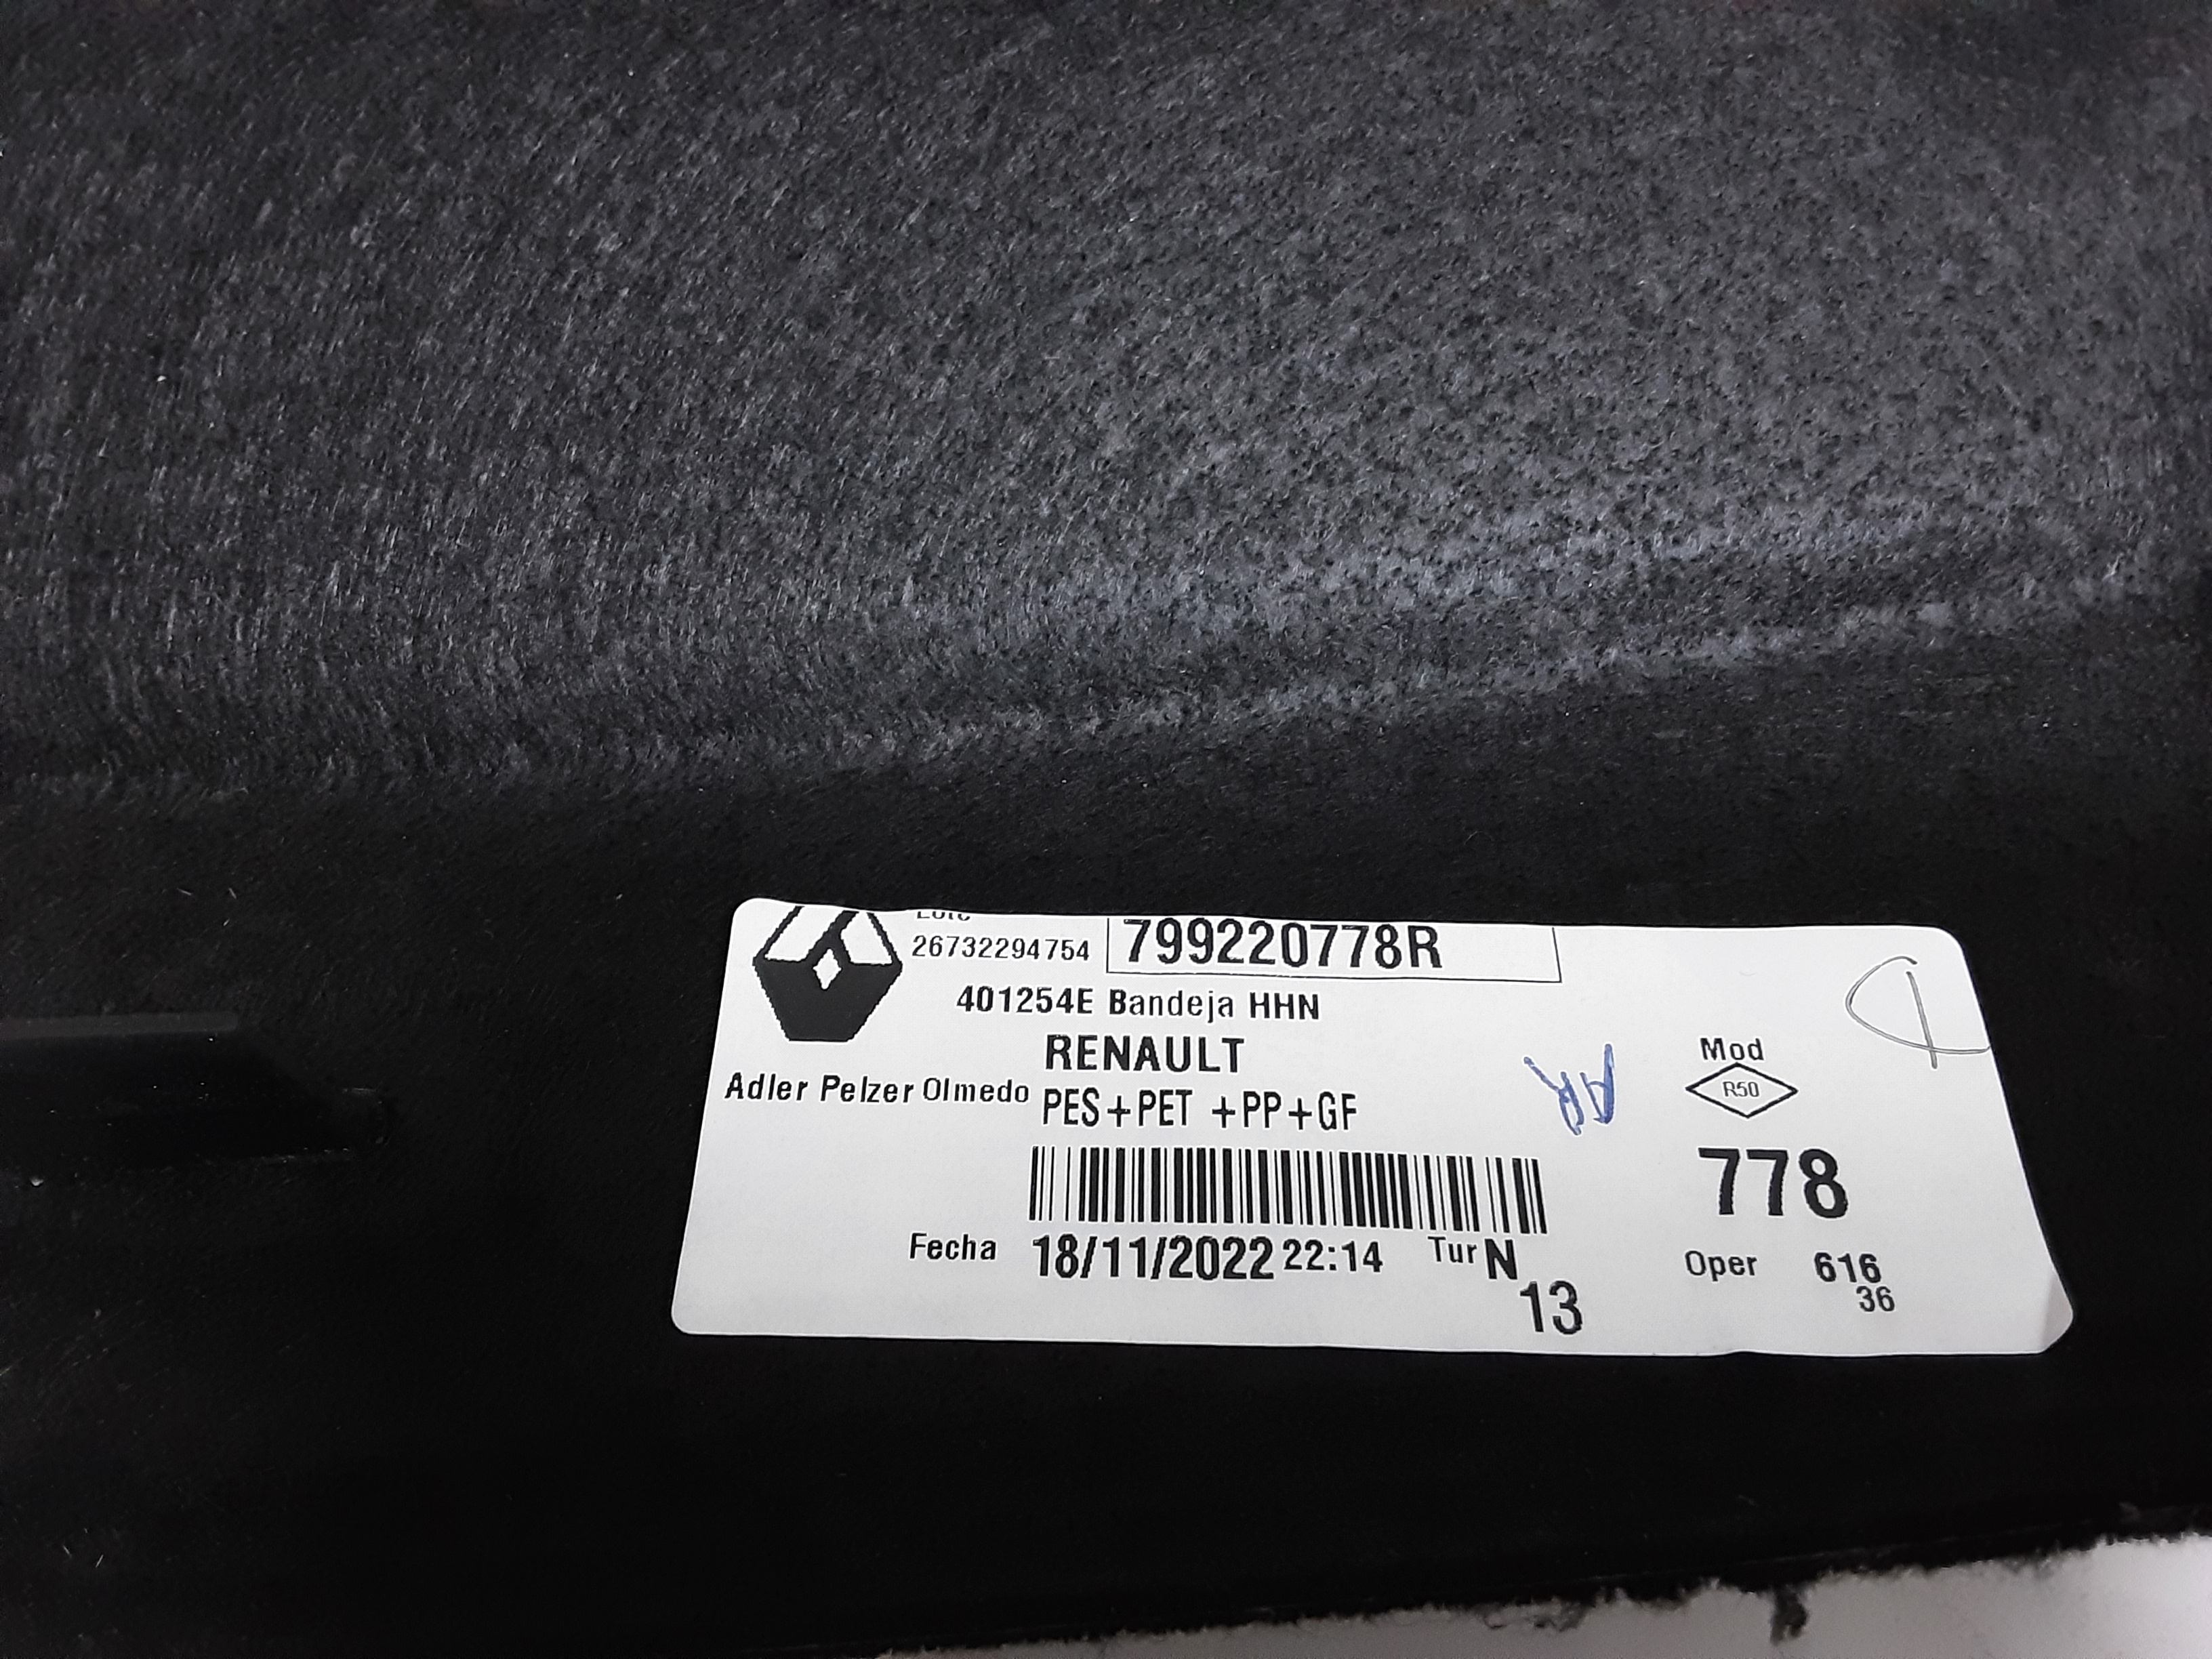 Lote
26732294754 799220778R
401254E Bandeja HHN
RENAULT
Adler Pelzer Olmedo PES+PET +PP+GF
Mod
R50
778
Fecha 18/11/2022 22:14 Tur N
13
Oper 616
36